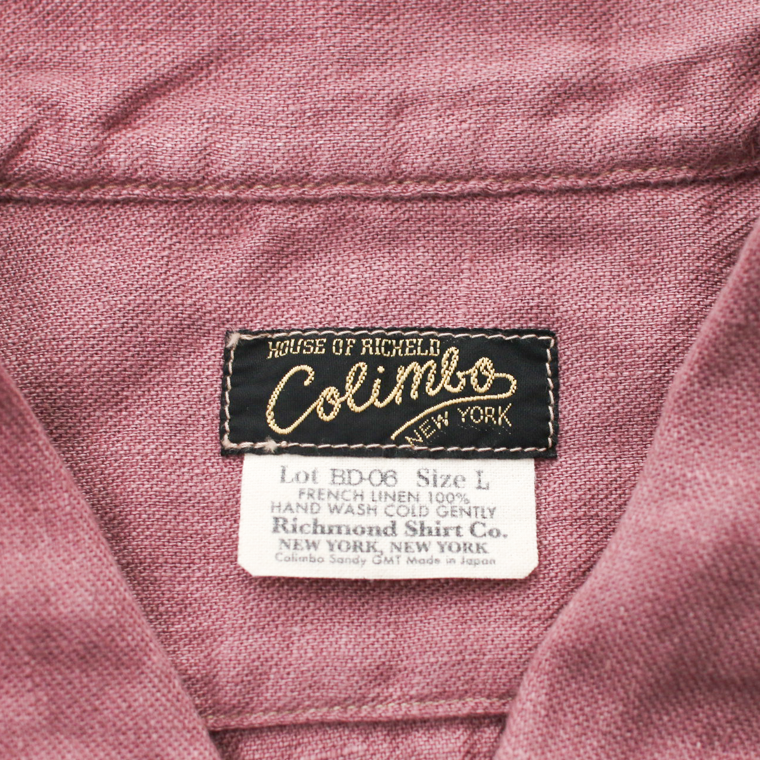 HOUSE OF RICHELD
Colimbo
NEW YORK
Lot BD-06 Size L
FRENCH LINEN 100%
HAND WASH COLD GENTLY
Richmond Shirt Co.
NEW YORK, NEW YORK
Colimbo Sandy GMT Made in Japan